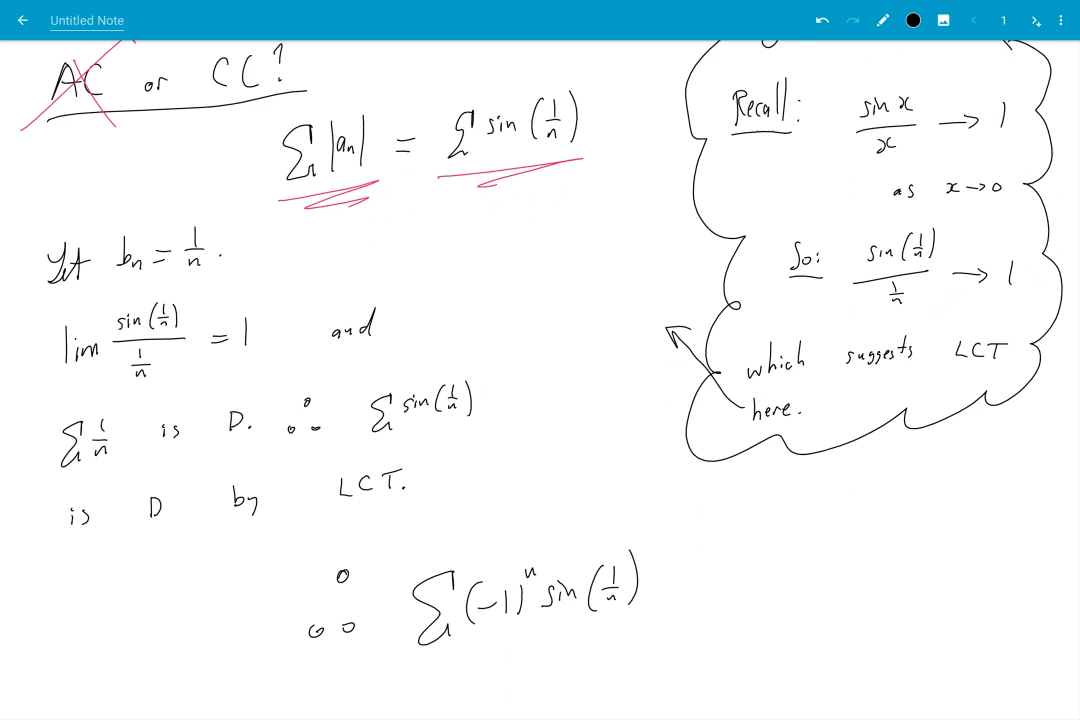 Untitled Note
1
AC or CC?
∑ |aₙ| = ∑ sin (1/n)
Let bₙ = 1/n.
lim sin(1/n) / (1/n) = 1 and
∑ 1/n is D. ∴ ∑ sin(1/n)
is D by LCT.
∴ ∑ (-1)ⁿ sin (1/n)
Recall: sin x / x → 1
as x → 0
So: sin(1/n) / (1/n) → 1
which suggests LCT
here.